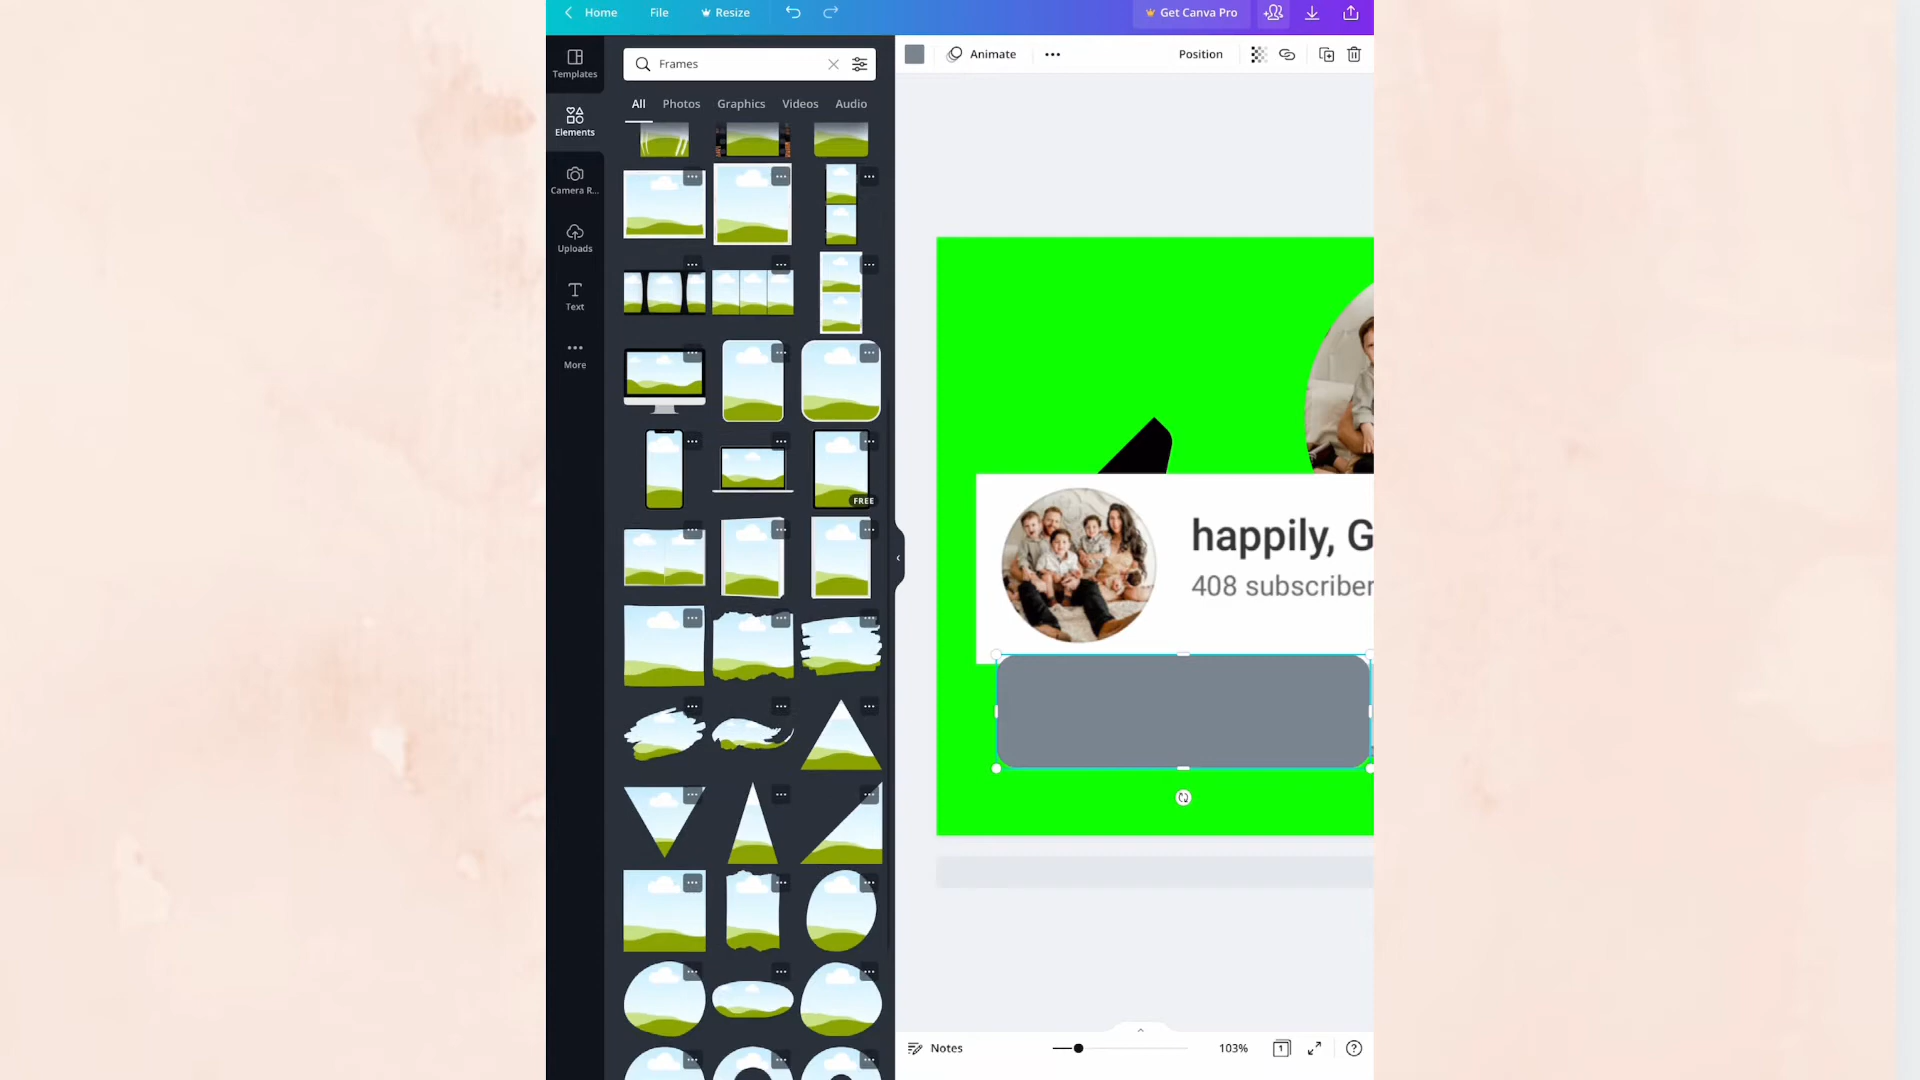 Home
File
Resize
Get Canva Pro
Templates
Elements
Camera R...
Uploads
Text
More
Frames
All
Photos
Graphics
Videos
Audio
FREE
Animate
Position
happily, G
408 subscriber
Notes
103%
1